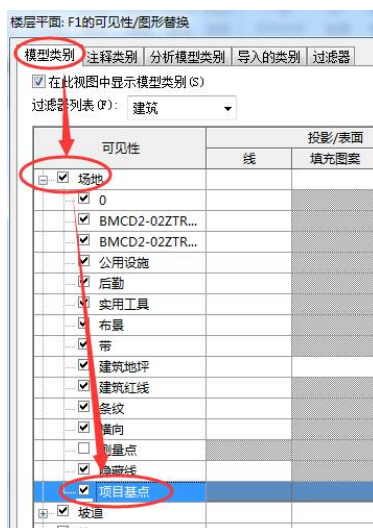 楼层平面: F1的可见性/图形替换
模型类别 注释类别 分析模型类别 导入的类别 过滤器
在此视图中显示模型类别(S)
过滤器列表(F): 建筑
可见性 投影/表面
线 填充图案
场地
0
BMCD2-02ZTR...
BMCD2-02ZTR...
公用设施
后勤
实用工具
布景
带
建筑地坪
建筑红线
条纹
横向
测量点
隐藏线
项目基点
坡道